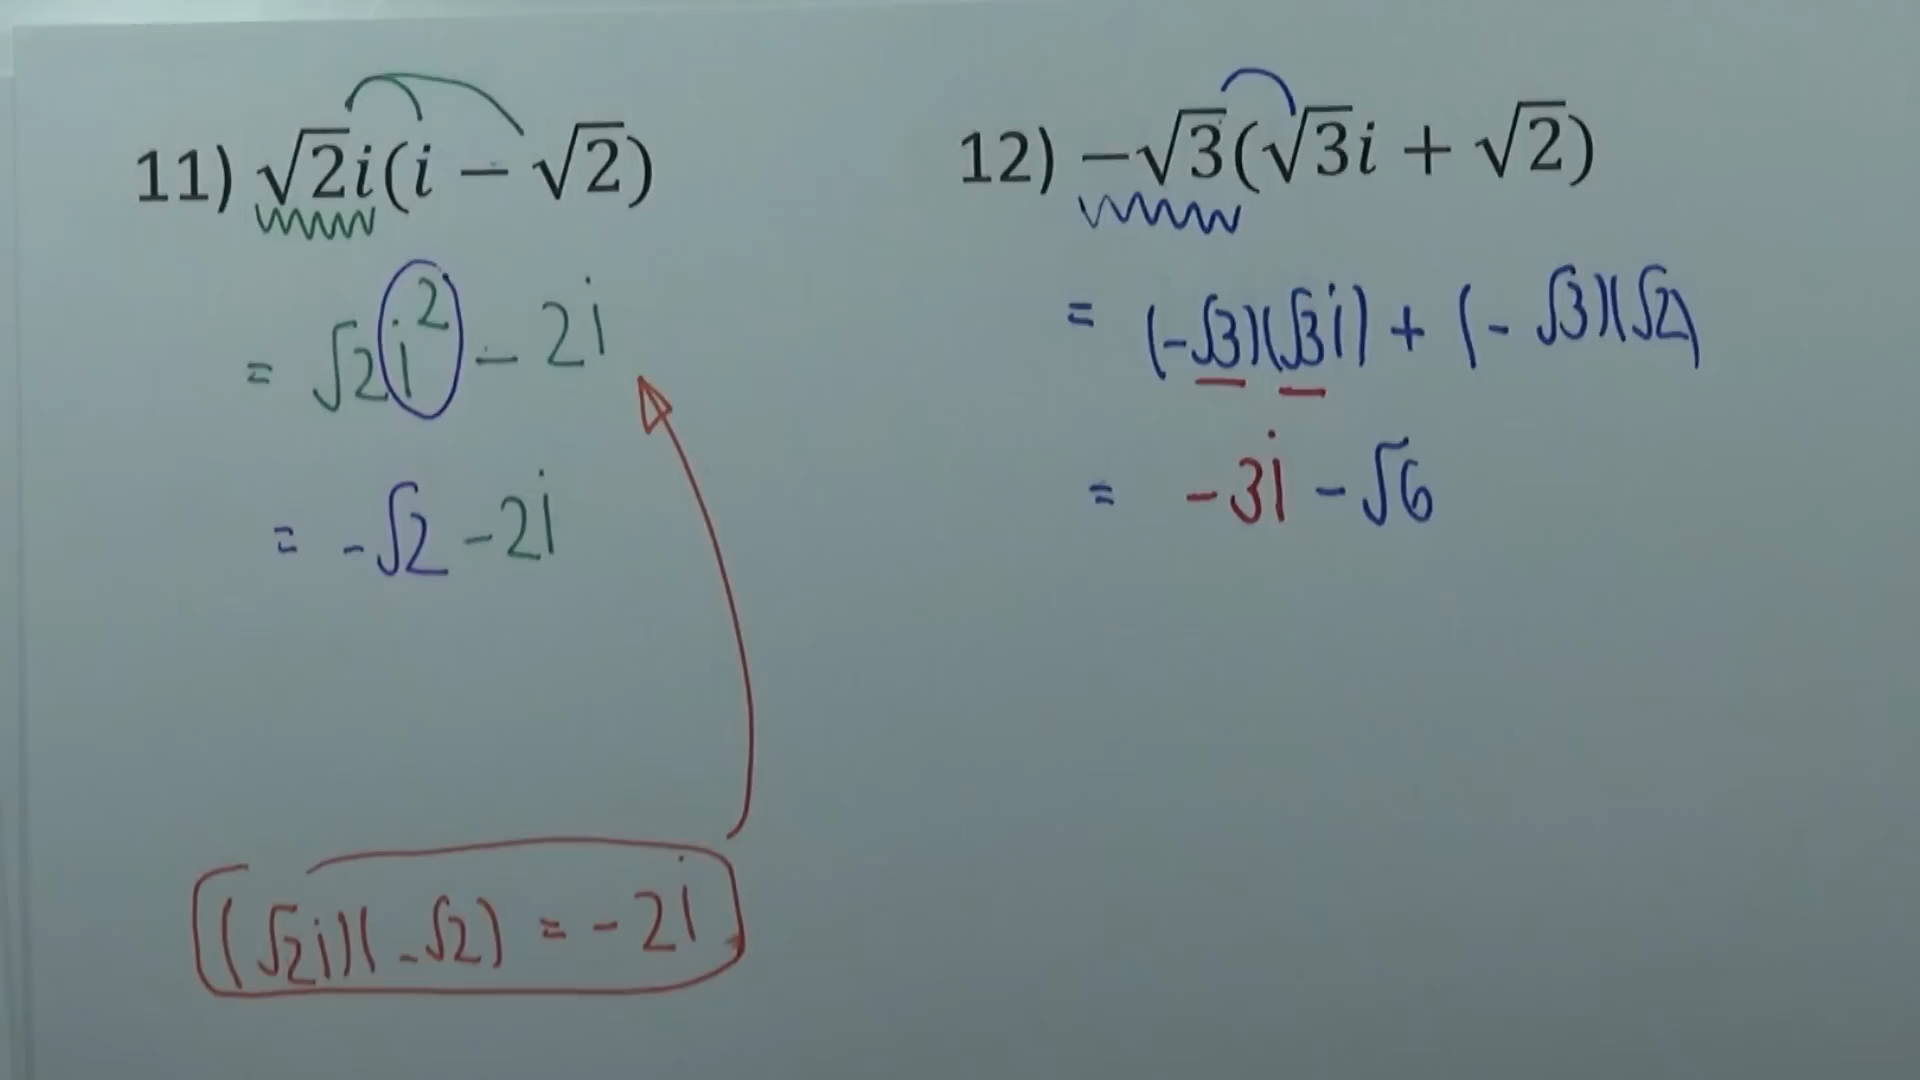 11) √2i(i − √2)
= √2i² − 2i
= -√2 - 2i
(√2i)(-√2) = -2i
12) −√3(√3i + √2)
= (-√3)(√3i) + (-√3)(√2)
= -3i - √6